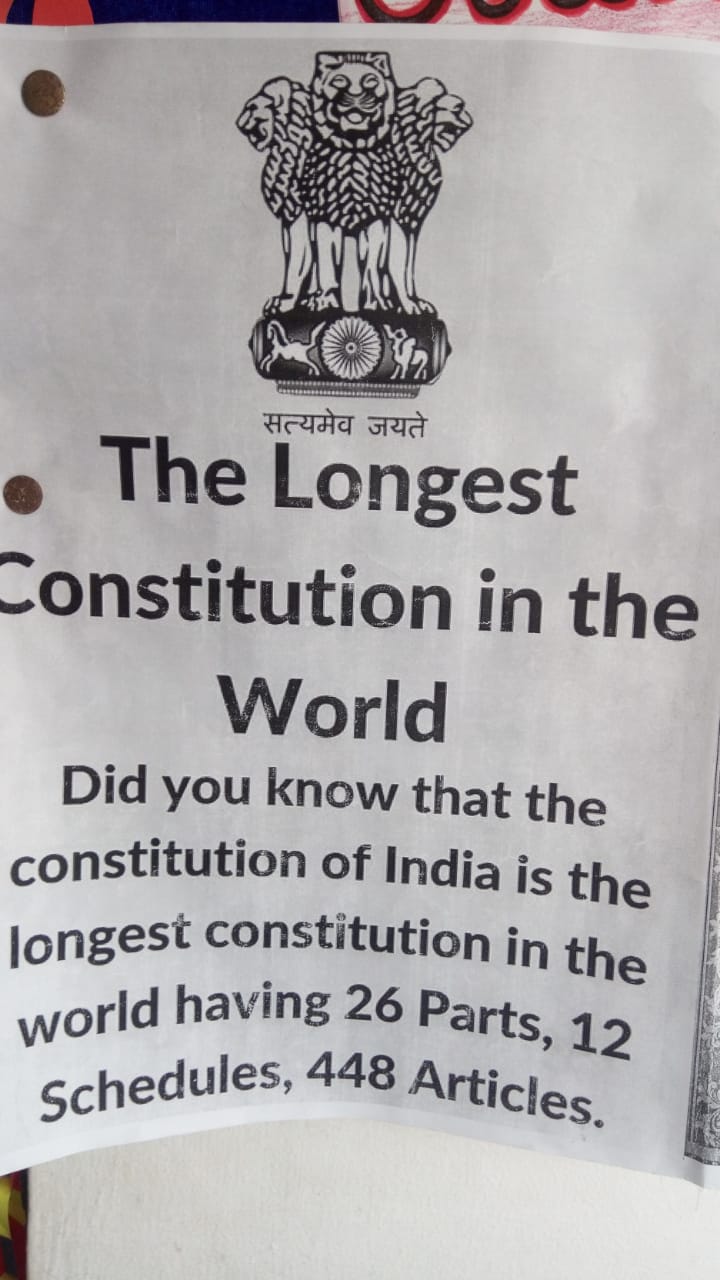 सत्यमेव जयते
The Longest
Constitution in the
World
Did you know that the
constitution of India is the
longest constitution in the
world having 26 Parts, 12
Schedules, 448 Articles.